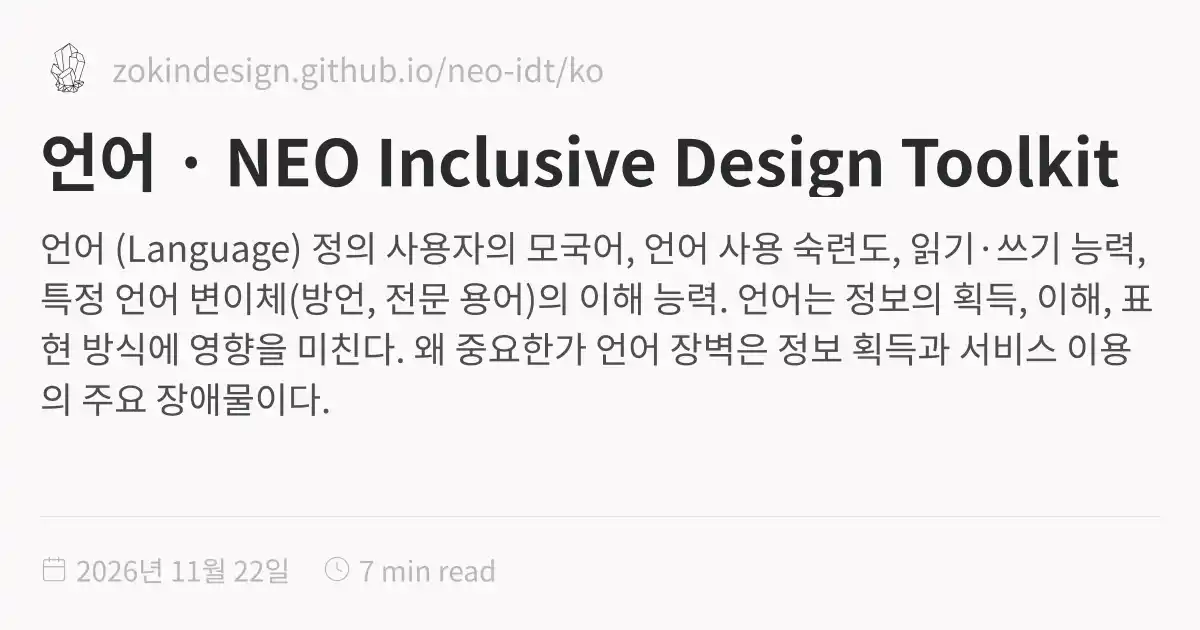 zokindesign.github.io/neo-idt/ko
언어 · NEO Inclusive Design Toolkit
언어 (Language) 정의 사용자의 모국어, 언어 사용 숙련도, 읽기·쓰기 능력,
특정 언어 변이체(방언, 전문 용어)의 이해 능력. 언어는 정보의 획득, 이해, 표
현 방식에 영향을 미친다. 왜 중요한가 언어 장벽은 정보 획득과 서비스 이용
의 주요 장애물이다.
2026년 11월 22일 7 min read